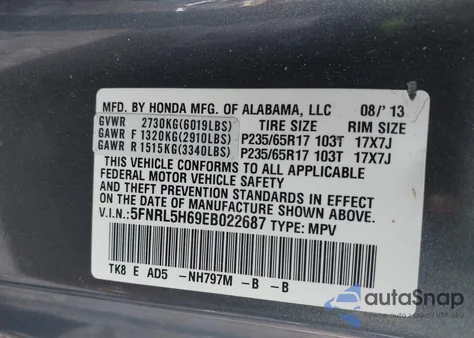 MFD. BY HONDA MFG. OF ALABAMA, LLC 08/'13
GVWR 2730KG(6019LBS) TIRE SIZE RIM SIZE
GAWR F 1320KG(2910LBS) P235/65R17 103T 17X7J
GAWR R 1515KG(3340LBS) P235/65R17 103T 17X7J
THIS VEHICLE CONFORMS TO ALL APPLICABLE
FEDERAL MOTOR VEHICLE SAFETY
AND THEFT PREVENTION STANDARDS IN EFFECT
ON THE DATE OF MANUFACTURE SHOWN ABOVE.
V.I.N.: 5FNRL5H69EB022687 TYPE: MPV
TK8 E AD5 -NH797M -B -B
autoSnap